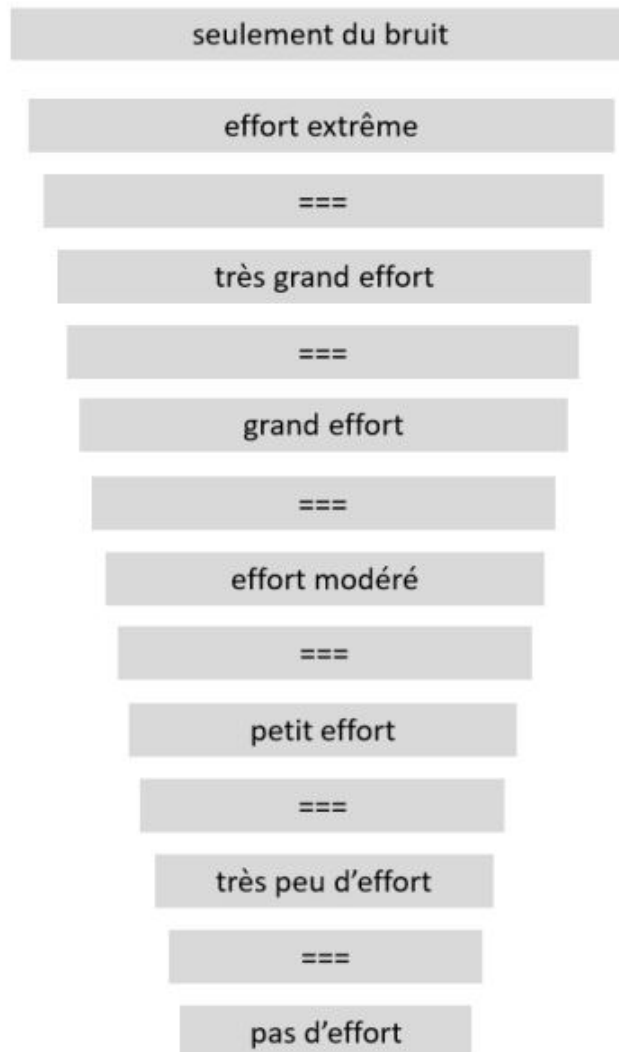 seulement du bruit
effort extrême
===
très grand effort
===
grand effort
===
effort modéré
===
petit effort
===
très peu d’effort
===
pas d’effort